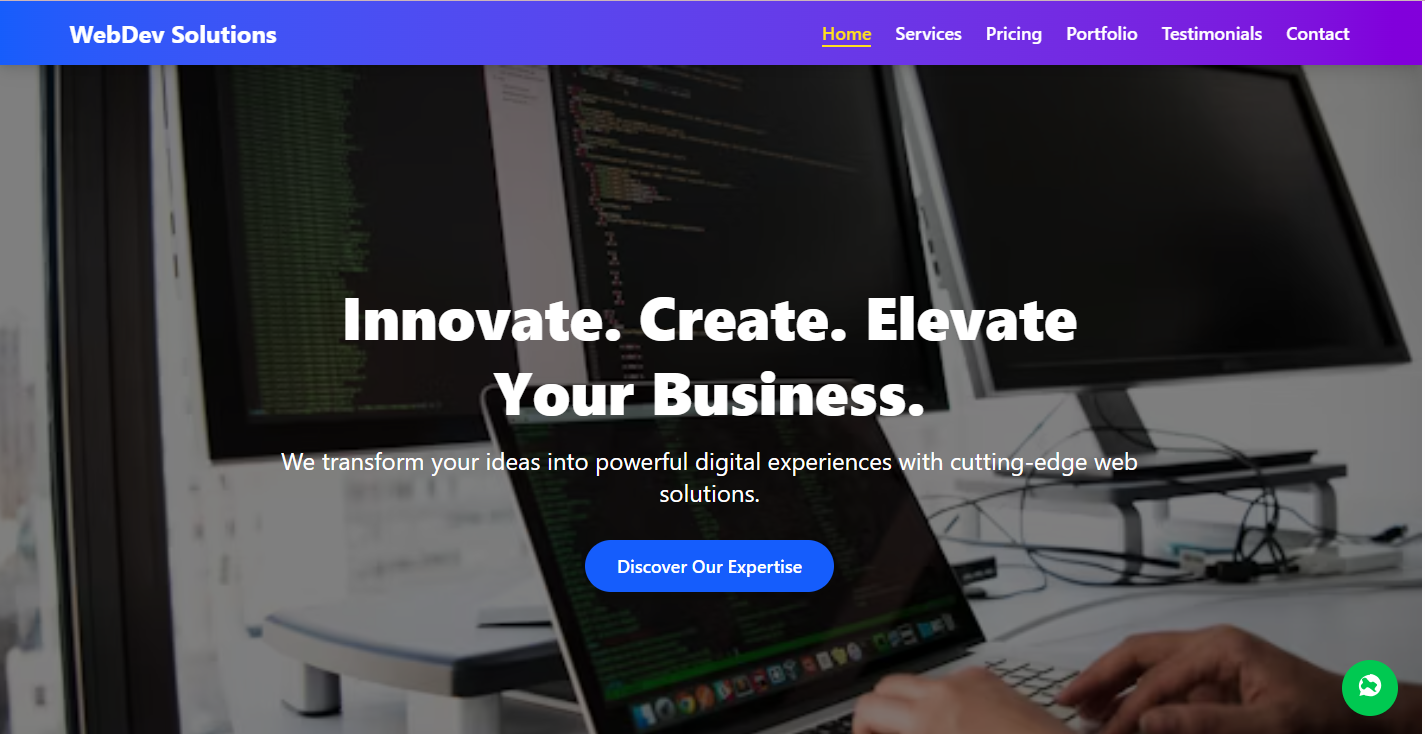 WebDev Solutions
Home Services Pricing Portfolio Testimonials Contact
Innovate. Create. Elevate
Your Business.
We transform your ideas into powerful digital experiences with cutting-edge web
solutions.
Discover Our Expertise